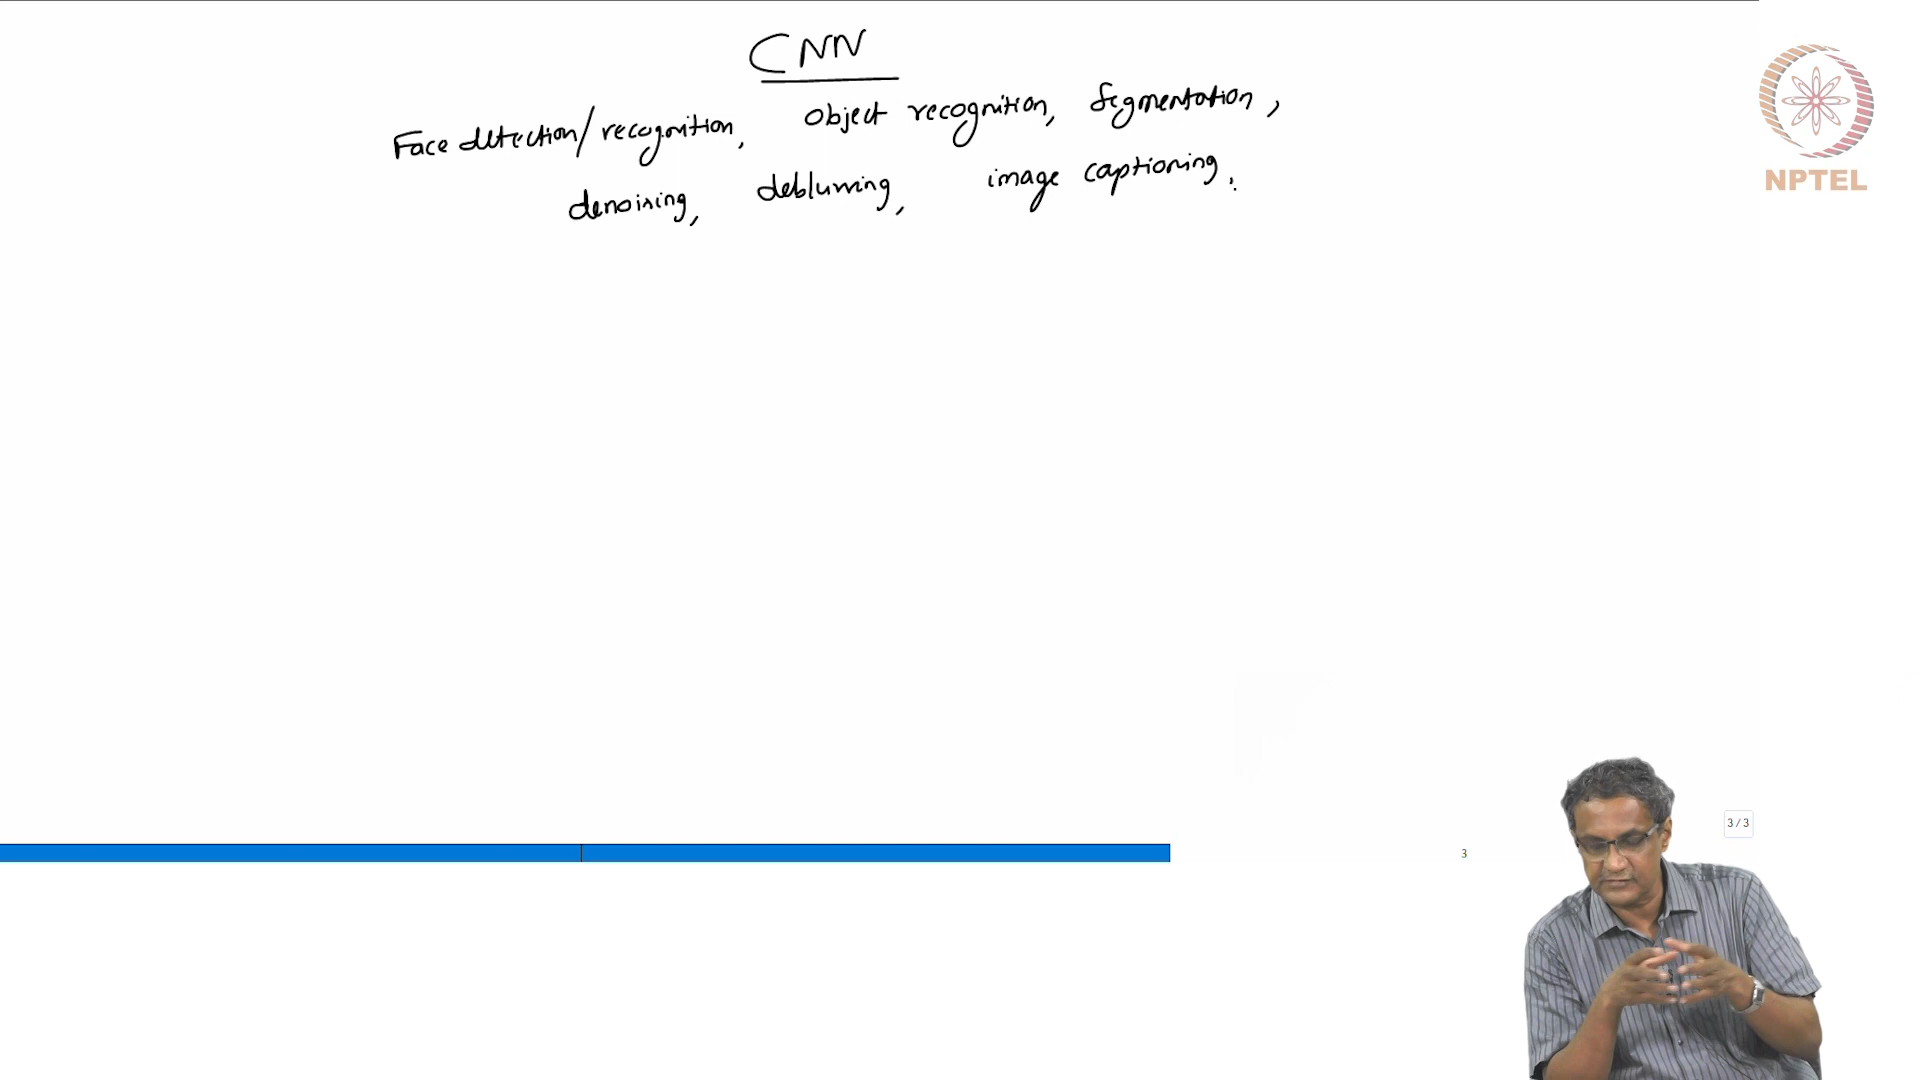 CNN
Face detection/recognition, object recognition, Segmentation,
denoising, deblurring, image captioning,
NPTEL
3/3
3